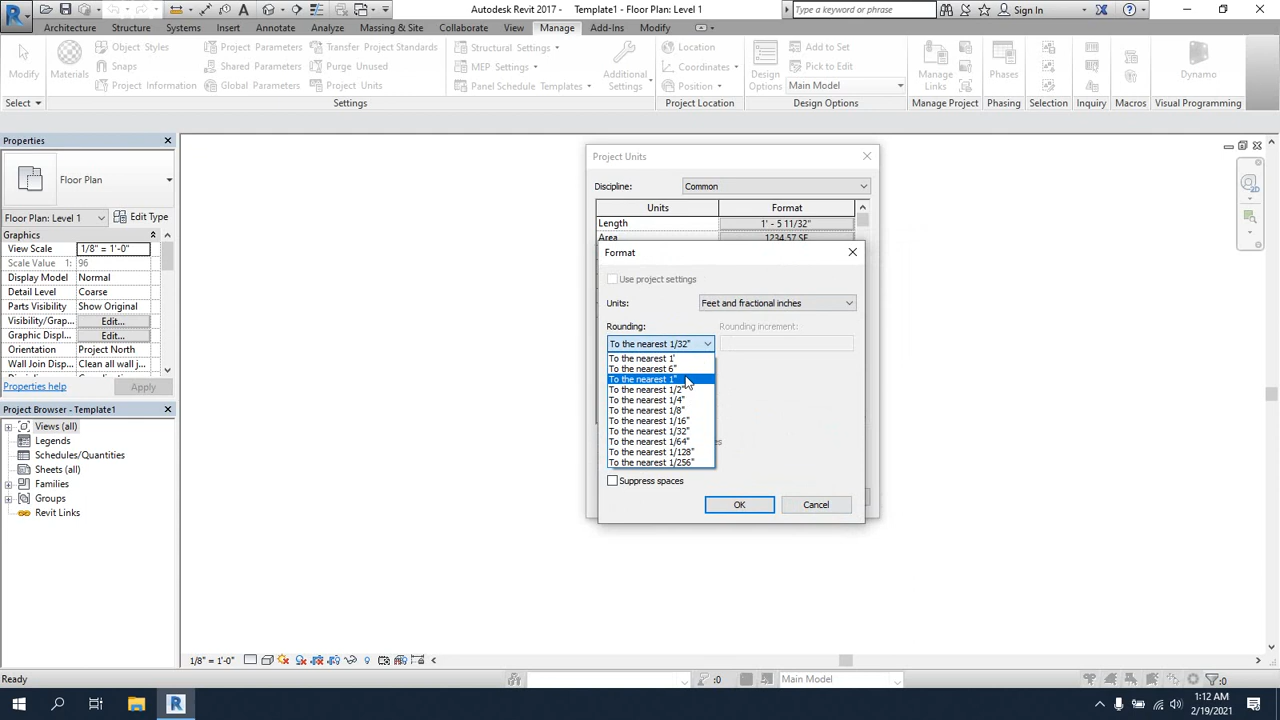 Autodesk Revit 2017 - Template1 - Floor Plan: Level 1
Type a keyword or phrase
Sign In
Architecture
Structure
Systems
Insert
Annotate
Analyze
Massing & Site
Collaborate
View
Manage
Add-Ins
Modify
Modify
Materials
Object Styles
Snaps
Project Information
Project Parameters
Shared Parameters
Global Parameters
Transfer Project Standards
Purge Unused
Project Units
Structural Settings
MEP Settings
Panel Schedule Templates
Additional
Settings
Location
Coordinates
Position
Design
Options
Add to Set
Pick to Edit
Main Model
Manage
Links
Phases
Dynamo
Select
Settings
Project Location
Design Options
Manage Project
Phasing
Selection
Inquiry
Macros
Visual Programming
Properties
Floor Plan
Floor Plan: Level 1
Edit Type
Graphics
View Scale 1/8" = 1'-0"
Scale Value 1: 96
Display Model Normal
Detail Level Coarse
Parts Visibility Show Original
Visibility/Grap... Edit...
Graphic Displ... Edit...
Orientation Project North
Wall Join Disp... Clean all wall j...
Properties help
Apply
Project Browser - Template1
Views (all)
Legends
Schedules/Quantities
Sheets (all)
Families
Groups
Revit Links
Project Units
Discipline: Common
Units Format
Length 1' - 5 11/32"
Area 1234.57 SF
Format
Use project settings
Units: Feet and fractional inches
Rounding: Rounding increment:
To the nearest 1/32"
To the nearest 1'
To the nearest 6"
To the nearest 1"
To the nearest 1/2"
To the nearest 1/4"
To the nearest 1/8"
To the nearest 1/16"
To the nearest 1/32"
To the nearest 1/64"
To the nearest 1/128"
To the nearest 1/256"
Suppress spaces
OK
Cancel
1/8" = 1'-0"
Ready
:0
Main Model
:0
1:12 AM
2/19/2021